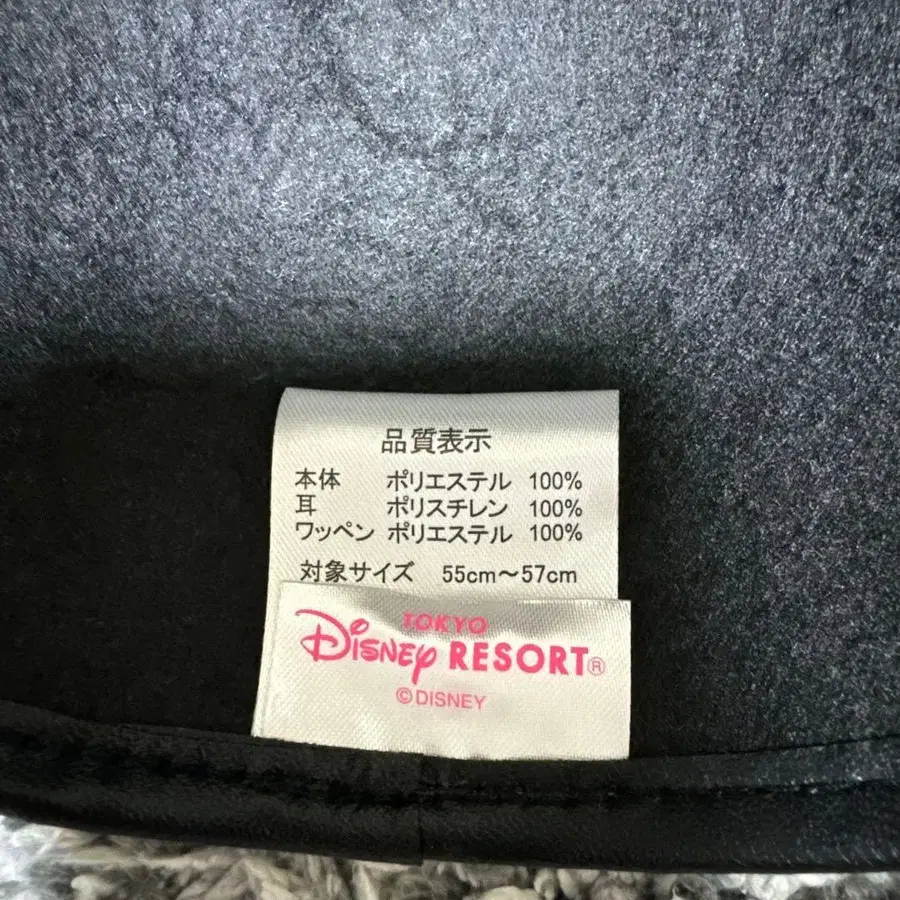 品質表示
本体 ポリエステル 100%
耳 ポリスチレン 100%
ワッペン ポリエステル 100%
対象サイズ 55cm~57cm
TOKYO
Disney RESORT®
©DISNEY